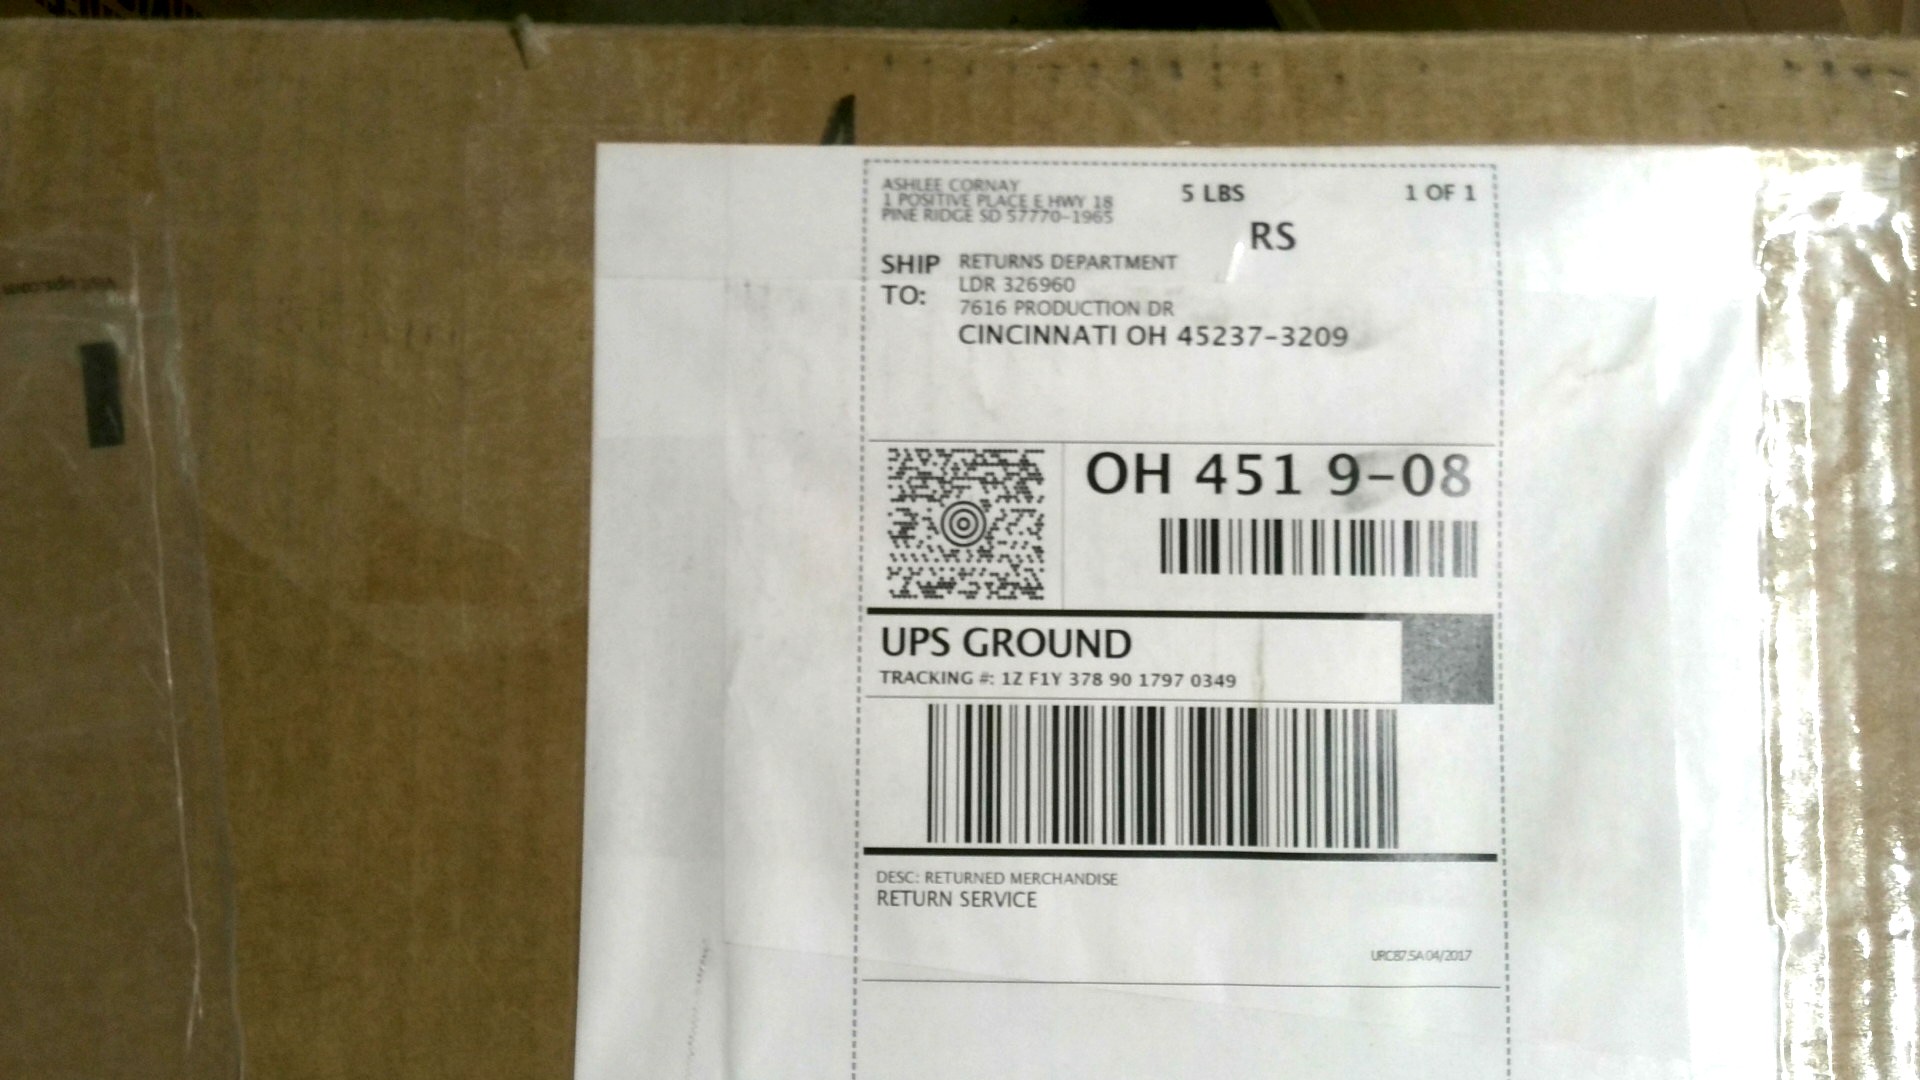 ASHLEE CORNAY
1 POSITIVE PLACE E HWY 18
PINE RIDGE SD 57770-1965
5 LBS
1 OF 1
RS
SHIP TO:
RETURNS DEPARTMENT
LDR 326960
7616 PRODUCTION DR
CINCINNATI OH 45237-3209
OH 451 9-08
UPS GROUND
TRACKING #: 1Z F1Y 378 90 1797 0349
DESC: RETURNED MERCHANDISE
RETURN SERVICE
URC87.5A 04/2017